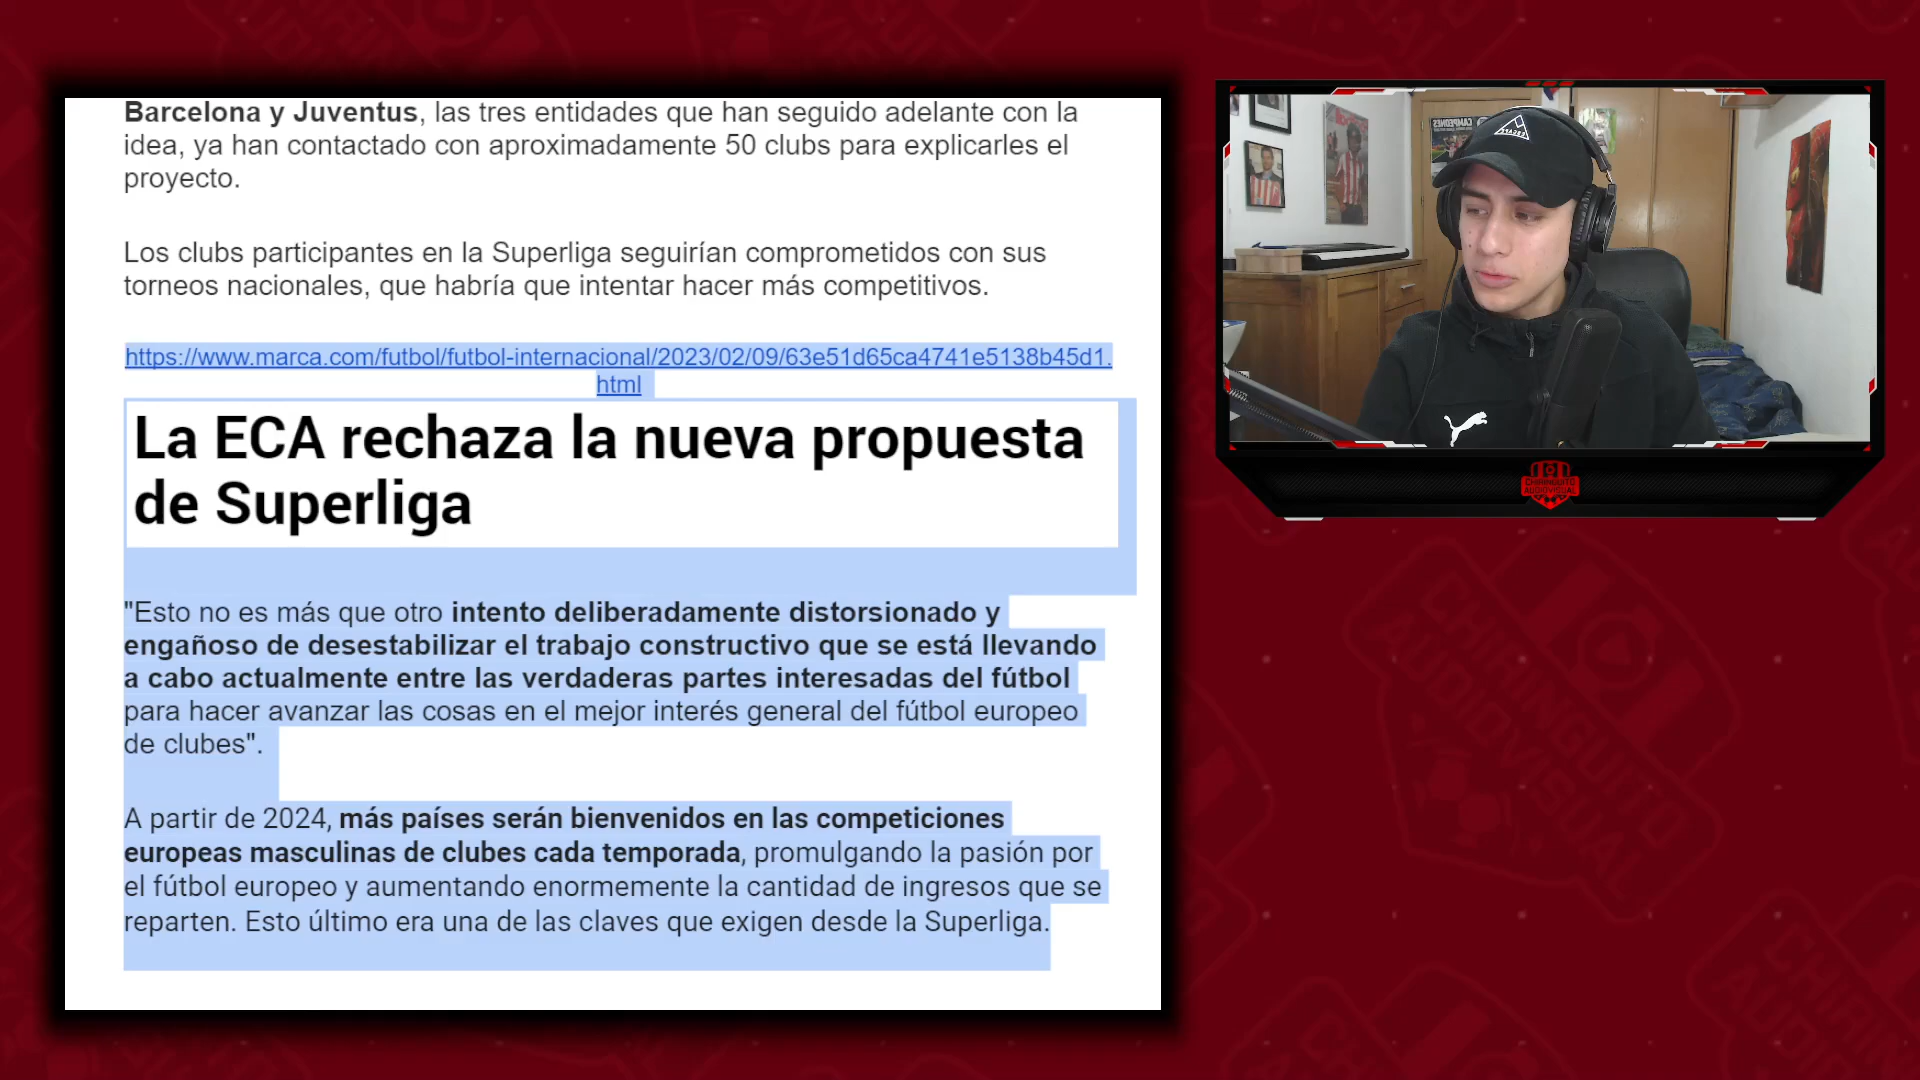 Barcelona y Juventus, las tres entidades que han seguido adelante con la
idea, ya han contactado con aproximadamente 50 clubs para explicarles el
proyecto.
Los clubs participantes en la Superliga seguirían comprometidos con sus
torneos nacionales, que habría que intentar hacer más competitivos.
https://www.marca.com/futbol/futbol-internacional/2023/02/09/63e51d65ca4741e5138b45d1.
html
La ECA rechaza la nueva propuesta
de Superliga
"Esto no es más que otro intento deliberadamente distorsionado y
engañoso de desestabilizar el trabajo constructivo que se está llevando
a cabo actualmente entre las verdaderas partes interesadas del fútbol
para hacer avanzar las cosas en el mejor interés general del fútbol europeo
de clubes".
A partir de 2024, más países serán bienvenidos en las competiciones
europeas masculinas de clubes cada temporada, promulgando la pasión por
el fútbol europeo y aumentando enormemente la cantidad de ingresos que se
reparten. Esto último era una de las claves que exigen desde la Superliga.
CAMPEONES
CHIRINGUITO
AUDIOVISUAL